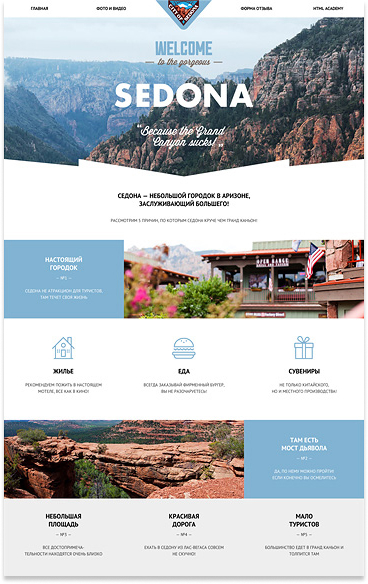 ГЛАВНАЯ
ФОТО И ВИДЕО
ФОРМА ОТЗЫВА
HTML ACADEMY
WELCOME
to the gorgeous
SEDONA
"Because the Grand
Canyon sucks!"
СЕДОНА — НЕБОЛЬШОЙ ГОРОДОК В АРИЗОНЕ,
ЗАСЛУЖИВАЮЩИЙ БОЛЬШЕГО!
РАССМОТРИМ 5 ПРИЧИН, ПО КОТОРЫМ СЕДОНА КРУЧЕ ЧЕМ ГРАНД КАНЬОН!
НАСТОЯЩИЙ
ГОРОДОК
— №1 —
СЕДОНА НЕ АТРАКЦИОН ДЛЯ ТУРИСТОВ,
ТАМ ТЕЧЕТ СВОЯ ЖИЗНЬ
OPEN RANGE
ЖИЛЬЕ
РЕКОМЕНДУЕМ ПОЖИТЬ В НАСТОЯЩЕМ
МОТЕЛЕ, ВСЕ КАК В КИНО!
ЕДА
ВСЕГДА ЗАКАЗЫВАЙ ФИРМЕННЫЙ БУРГЕР,
ВЫ НЕ РАЗОЧАРУЕТЕСЬ!
СУВЕНИРЫ
НЕ ТОЛЬКО КИТАЙСКОГО,
НО И МЕСТНОГО ПРОИЗВОДСТВА!
ТАМ ЕСТЬ
МОСТ ДЬЯВОЛА
— №2 —
ДА, ПО НЕМУ МОЖНО ПРОЙТИ!
ЕСЛИ КОНЕЧНО ВЫ ОСМЕЛИТЕСЬ
НЕБОЛЬШАЯ
ПЛОЩАДЬ
— №3 —
ВСЕ ДОСТОПРИМЕЧА-
ТЕЛЬНОСТИ НАХОДЯТСЯ ОЧЕНЬ БЛИЗКО
КРАСИВАЯ
ДОРОГА
— №4 —
ЕХАТЬ В СЕДОНУ ИЗ ЛАС-ВЕГАСА СОВСЕМ
НЕ СКУЧНО!
МАЛО
ТУРИСТОВ
— №5 —
БОЛЬШИНСТВО ЕДЕТ В ГРАНД КАНЬОН И
ТОЛПИТСЯ ТАМ